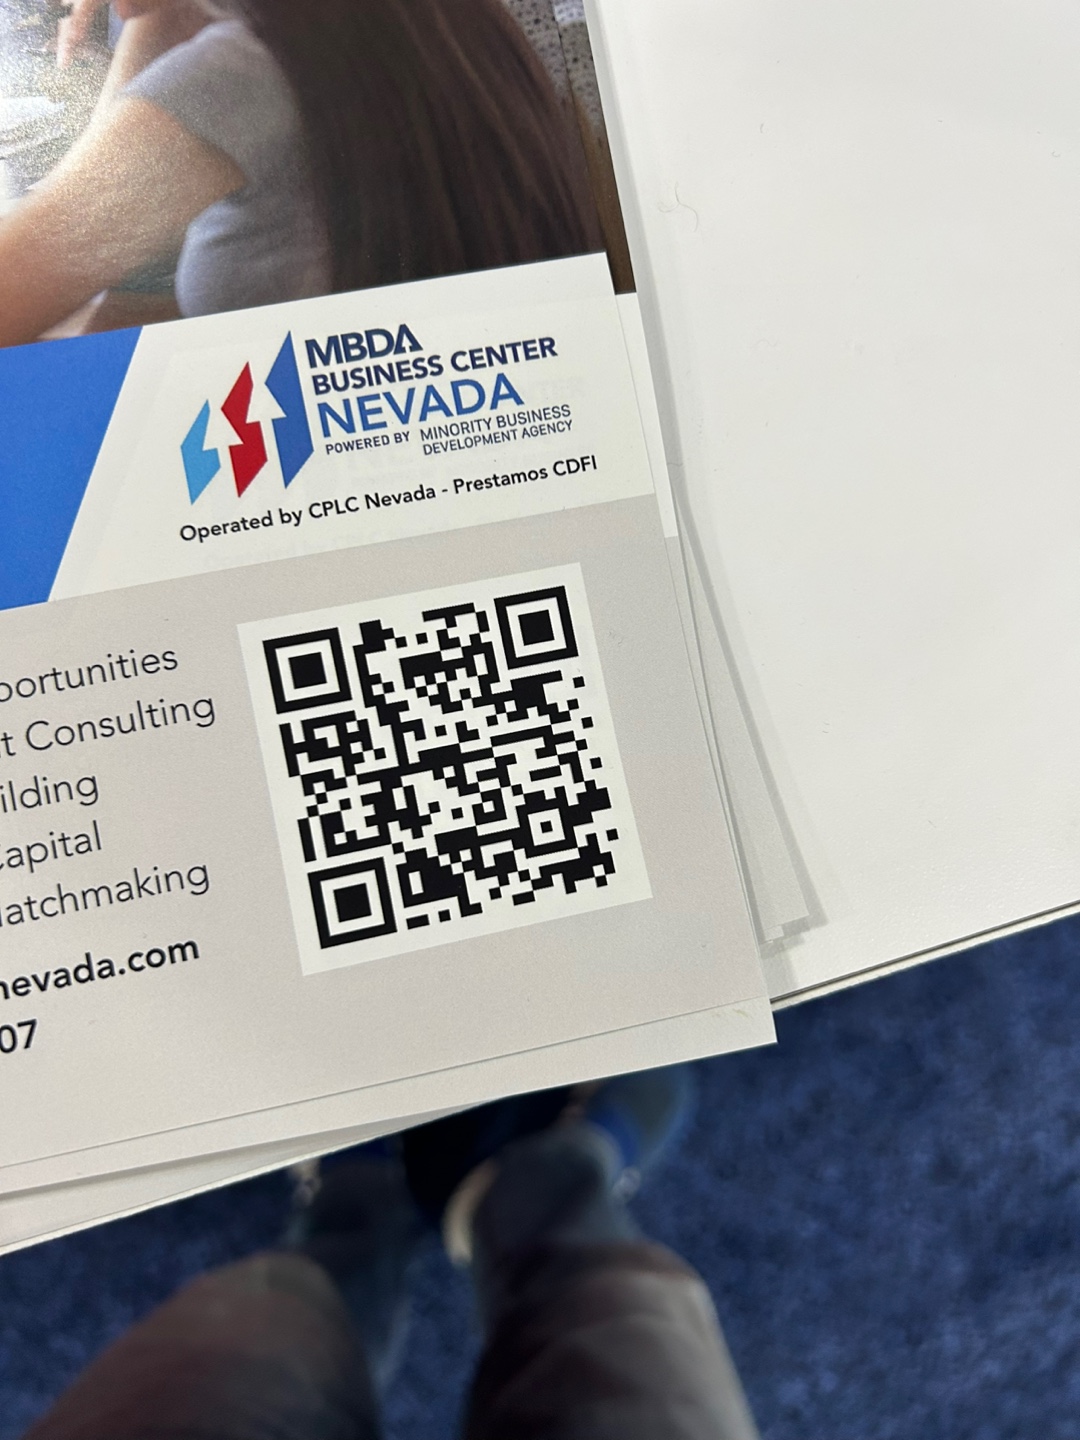 MBDA
BUSINESS CENTER
NEVADA
POWERED BY MINORITY BUSINESS
DEVELOPMENT AGENCY
Operated by CPLC Nevada - Prestamos CDFI
portunities
t Consulting
ilding
Capital
Matchmaking
nevada.com
07